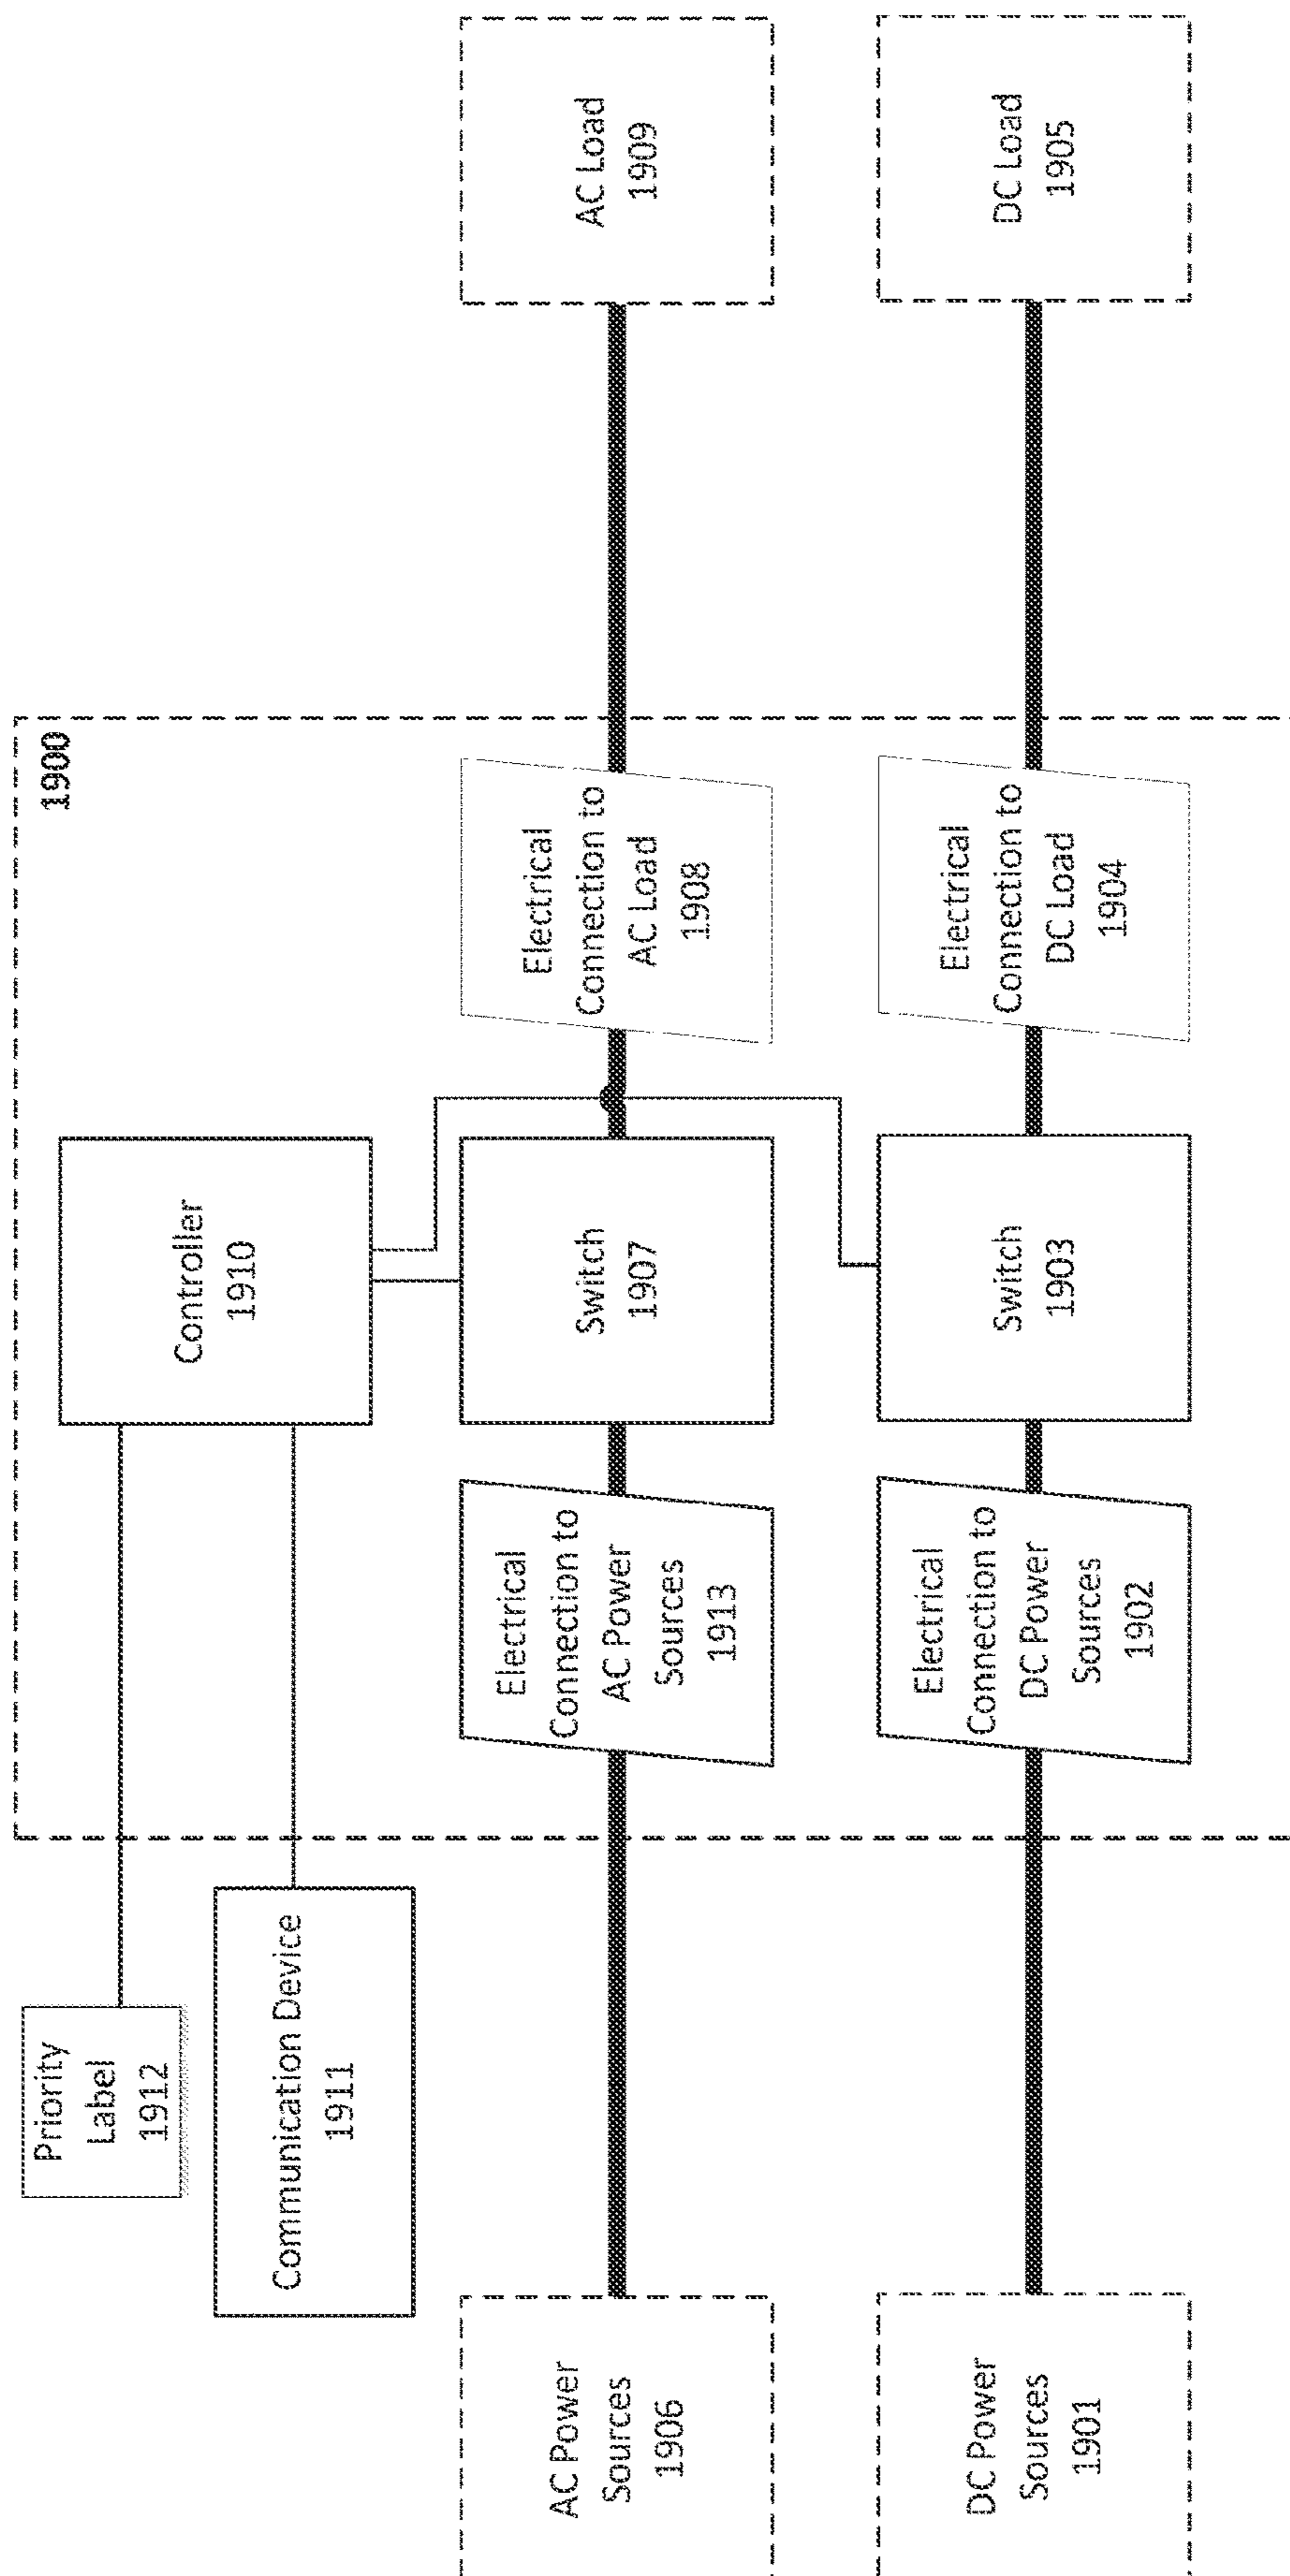 1900
Priority
Label
1912
Communication Device
1911
Controller
1910
AC Power
Sources
1906
Electrical
Connection to
AC Power
Sources
1913
Switch
1907
Electrical
Connection to
AC Load
1908
AC Load
1909
DC Power
Sources
1901
Electrical
Connection to
DC Power
Sources
1902
Switch
1903
Electrical
Connection to
DC Load
1904
DC Load
1905